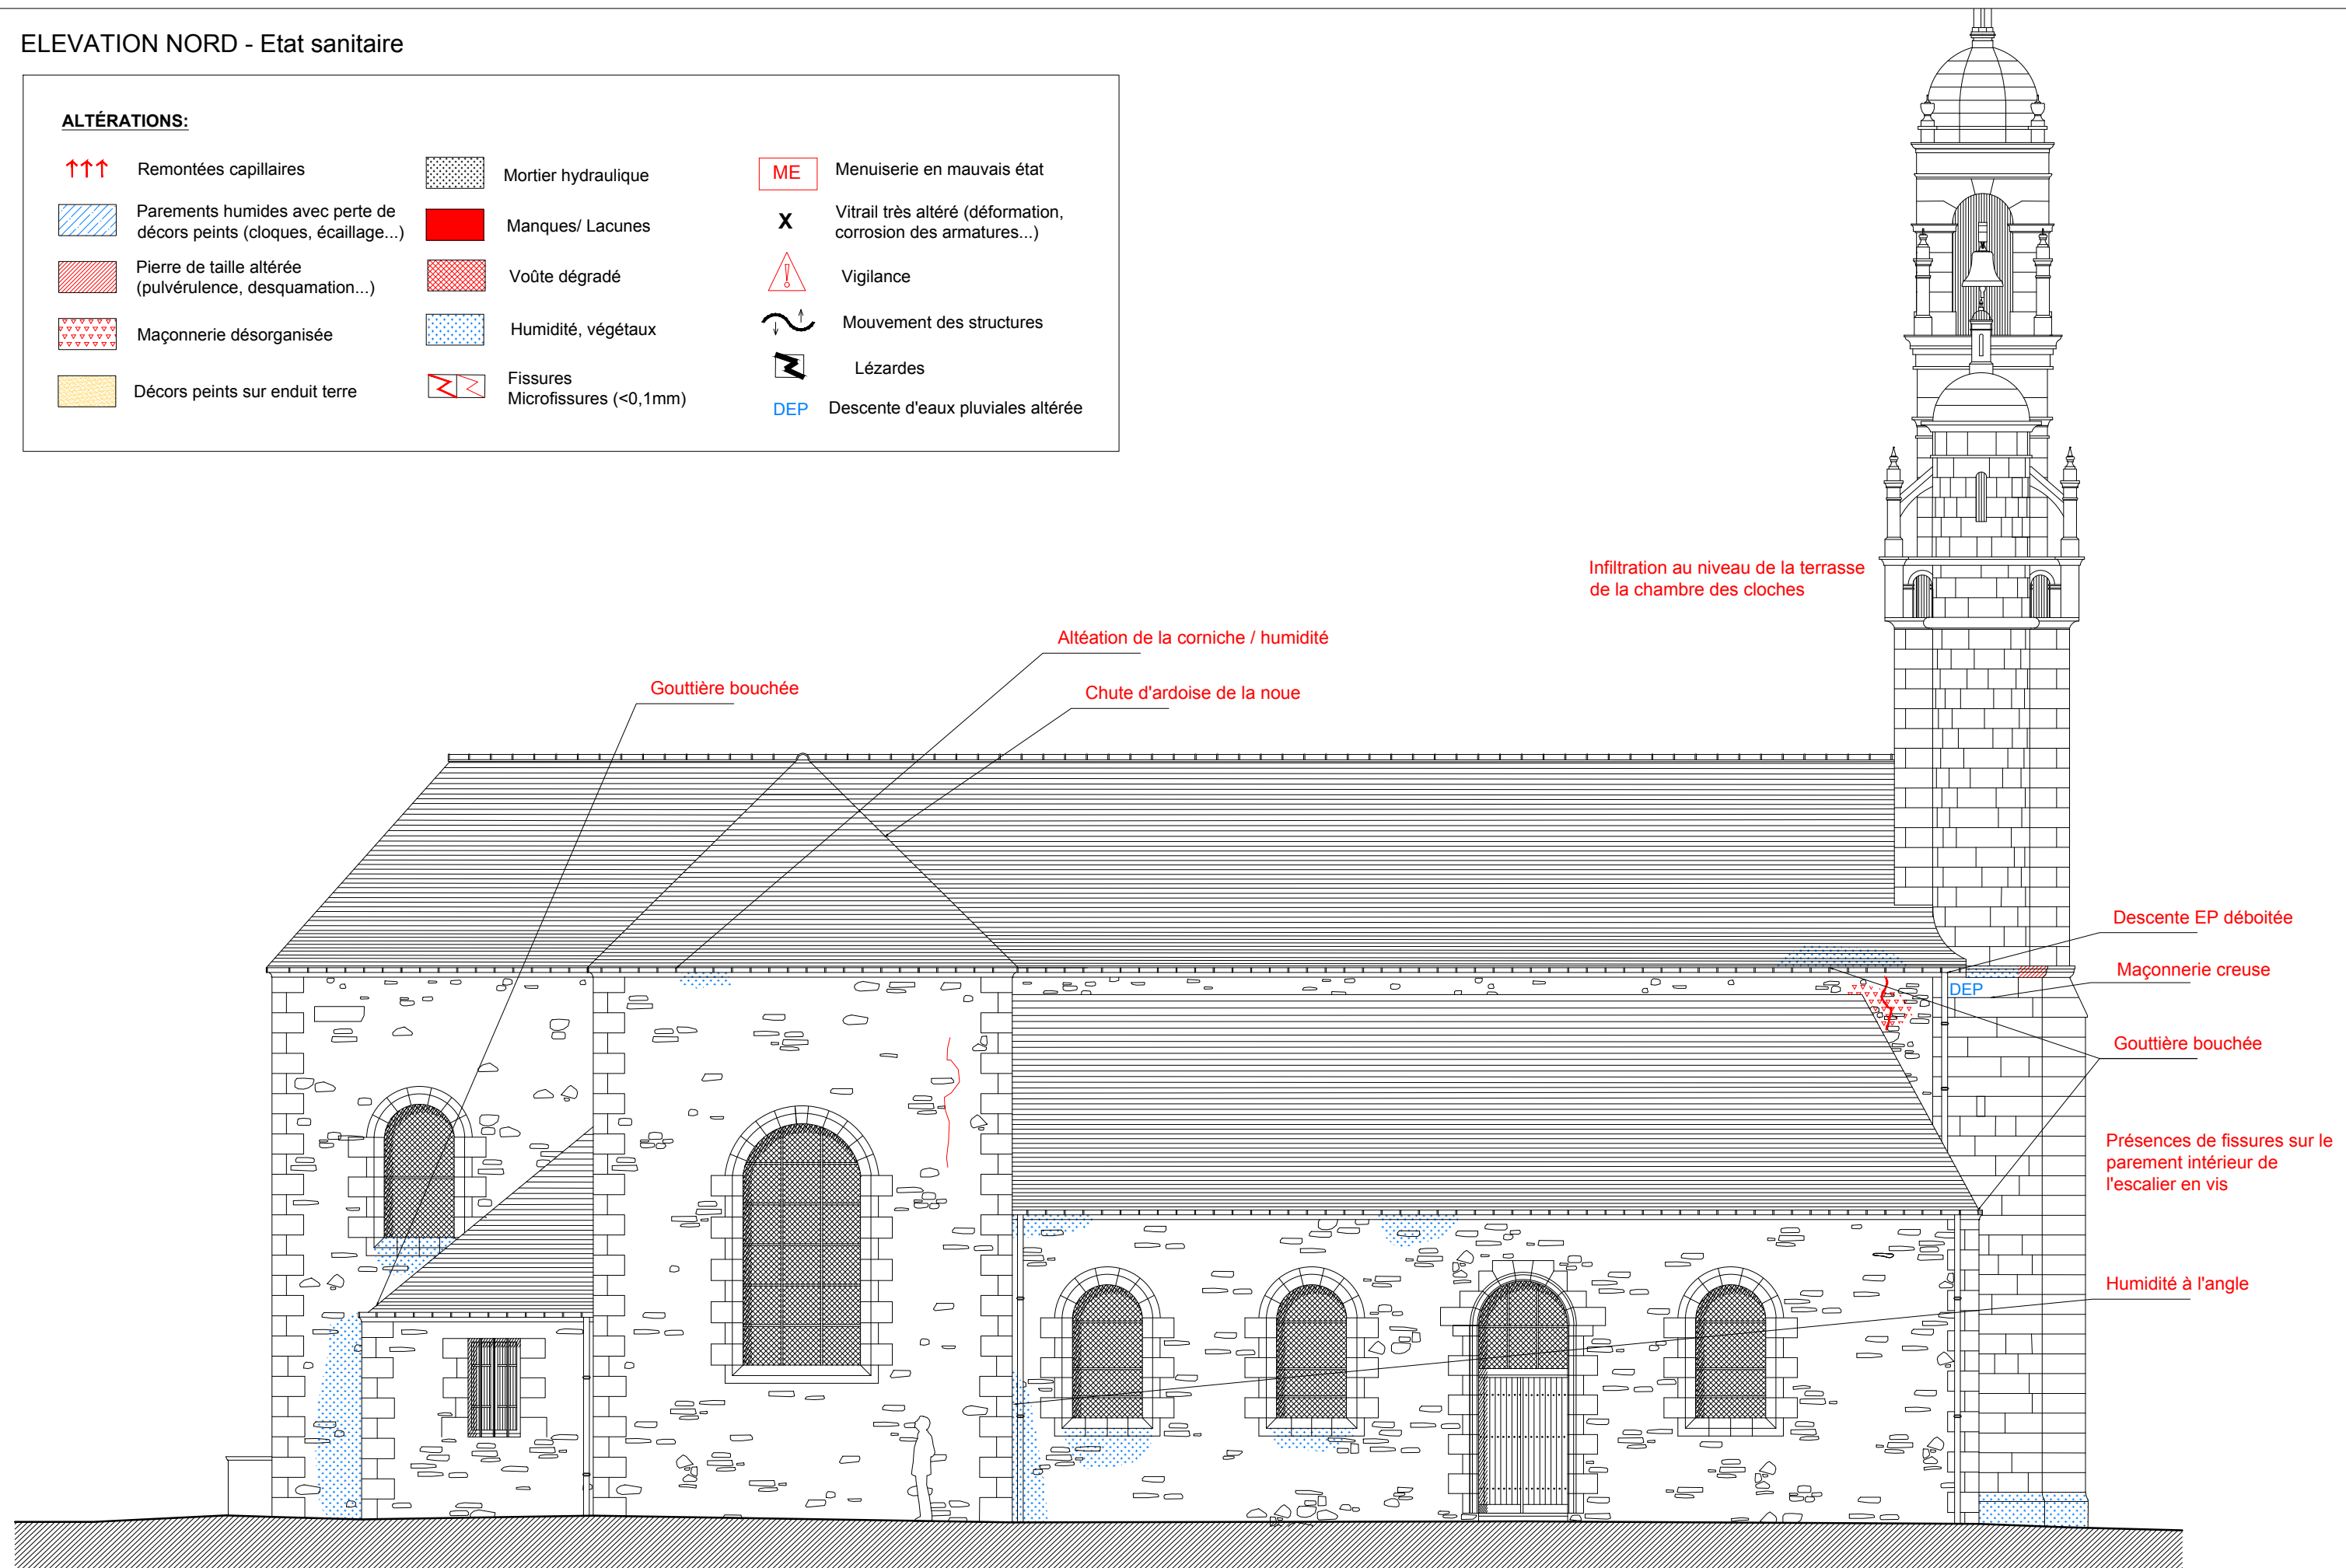 ELEVATION NORD - Etat sanitaire
ALTÉRATIONS:
Remontées capillaires
Parements humides avec perte de
décors peints (cloques, écaillage...)
Pierre de taille altérée
(pulvérulence, desquamation...)
Maçonnerie désorganisée
Décors peints sur enduit terre
Mortier hydraulique
Manques/ Lacunes
Voûte dégradé
Humidité, végétaux
Fissures
Microfissures (<0,1mm)
ME
Menuiserie en mauvais état
X
Vitrail très altéré (déformation,
corrosion des armatures...)
Vigilance
Mouvement des structures
Lézardes
DEP
Descente d'eaux pluviales altérée
Infiltration au niveau de la terrasse
de la chambre des cloches
Altéation de la corniche / humidité
Gouttière bouchée
Chute d'ardoise de la noue
Descente EP déboitée
Maçonnerie creuse
DEP
Gouttière bouchée
Présences de fissures sur le
parement intérieur de
l'escalier en vis
Humidité à l'angle